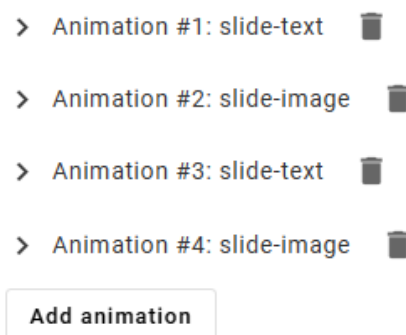 Animation #1: slide-text
Animation #2: slide-image
Animation #3: slide-text
Animation #4: slide-image
Add animation